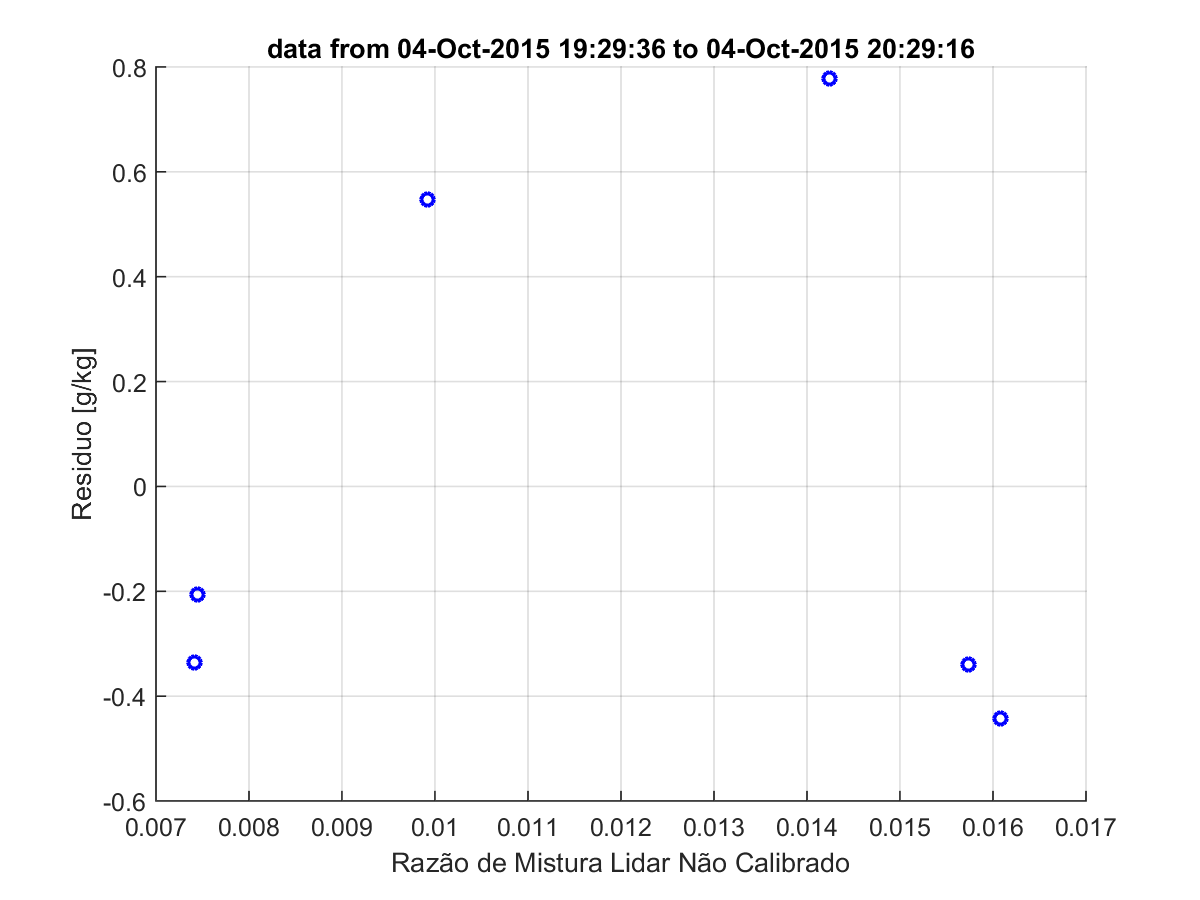 data from 04-Oct-2015 19:29:36 to 04-Oct-2015 20:29:16
0.8
0.6
0.4
0.2
0
-0.2
-0.4
-0.6
Residuo [g/kg]
0.007 0.008 0.009 0.01 0.011 0.012 0.013 0.014 0.015 0.016 0.017
Razão de Mistura Lidar Não Calibrado